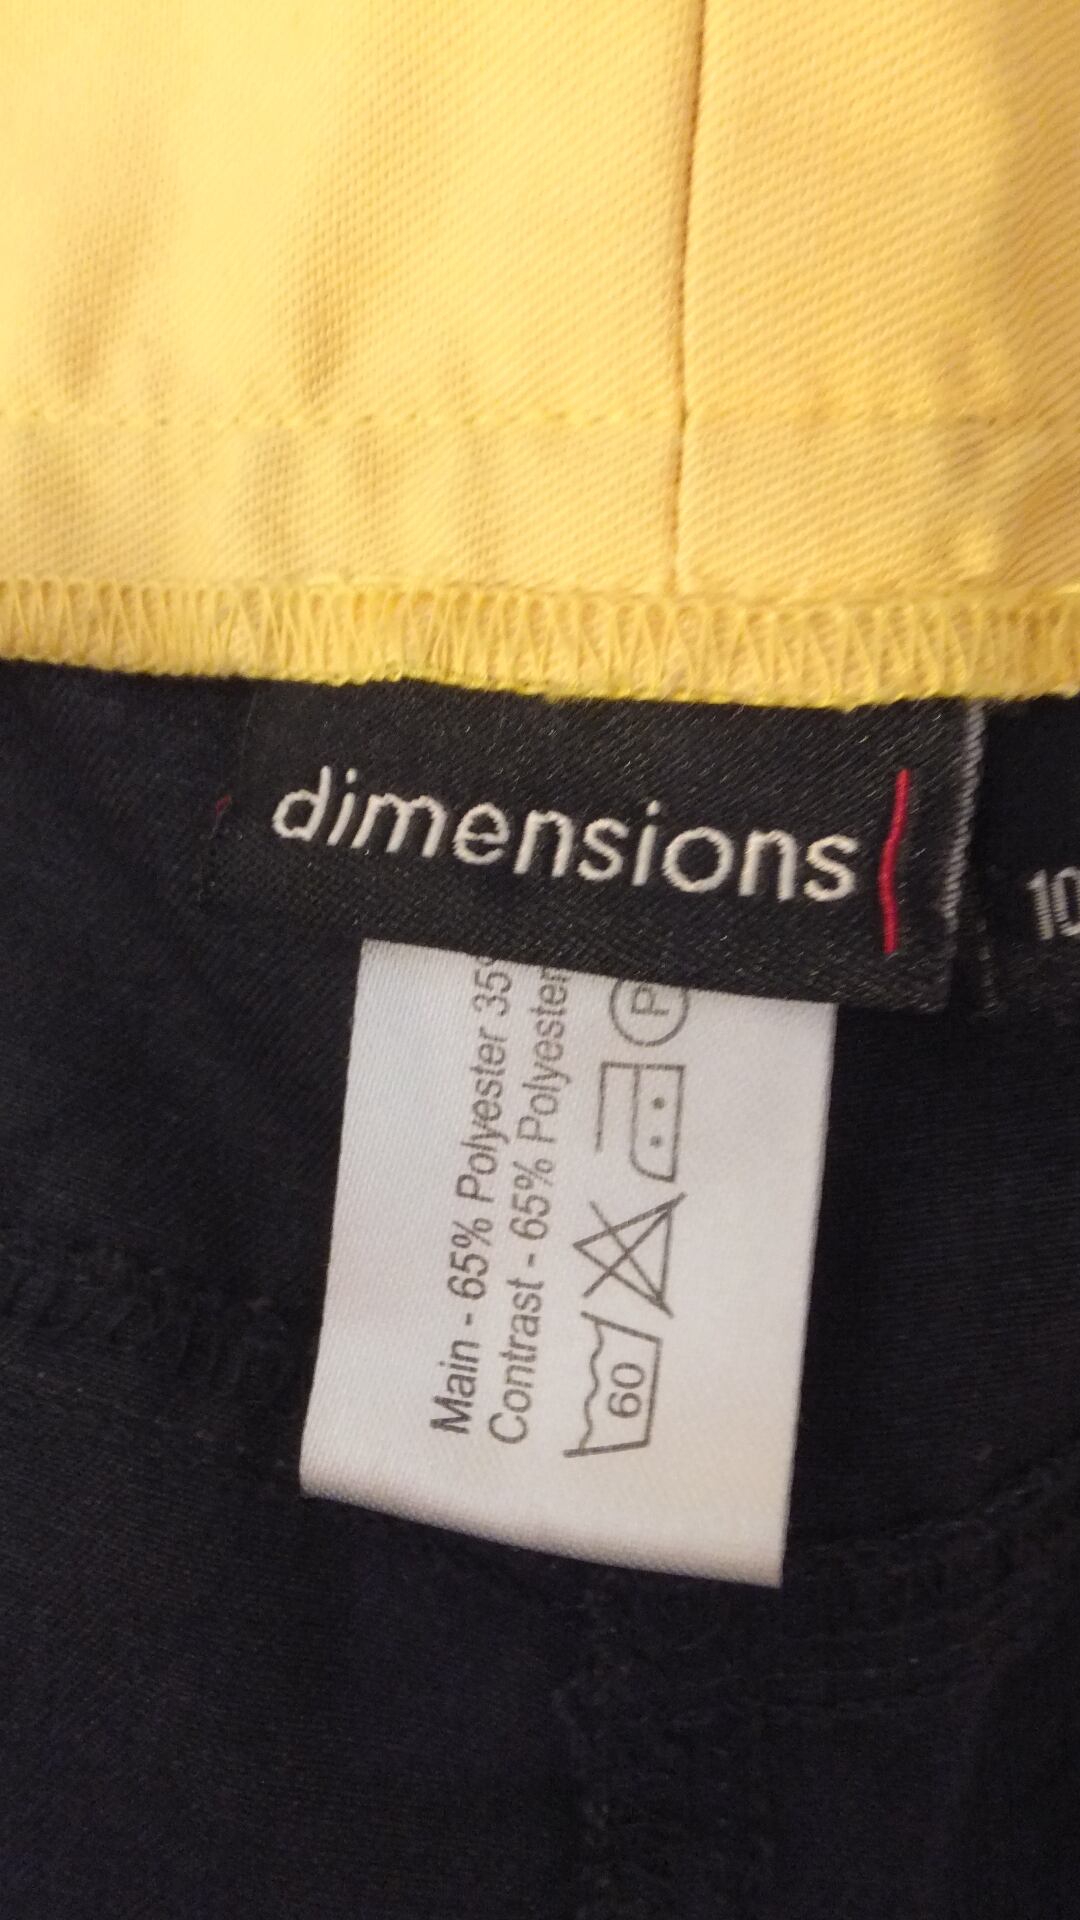 dimensions
10
Main - 65% Polyester 35%
Contrast - 65% Polyester
60
P